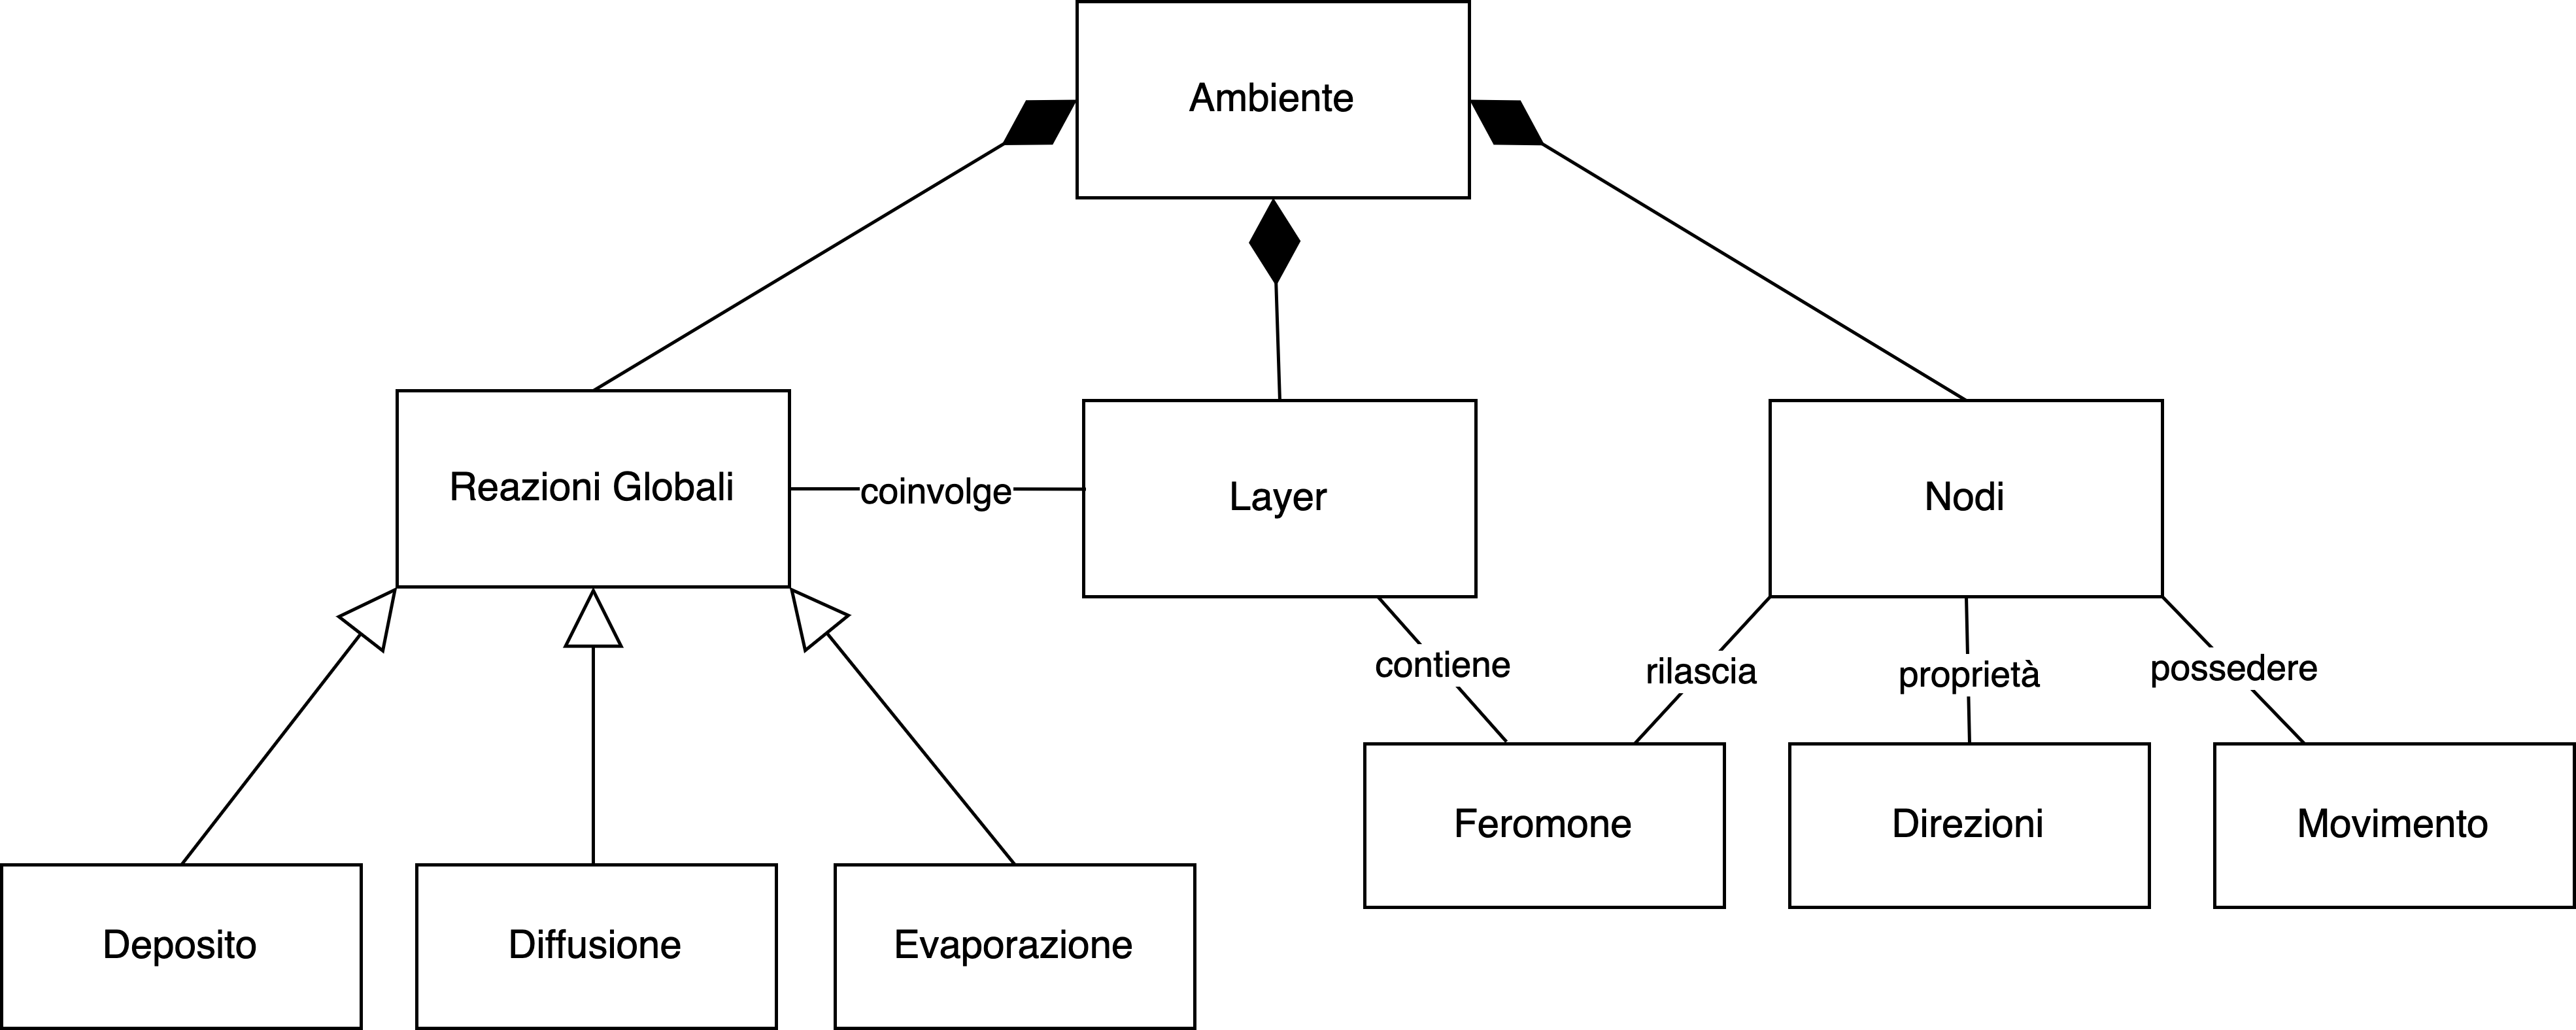 Ambiente
Reazioni Globali
coinvolge
Layer
Nodi
contiene
rilascia
proprietà
possedere
Feromone
Direzioni
Movimento
Deposito
Diffusione
Evaporazione